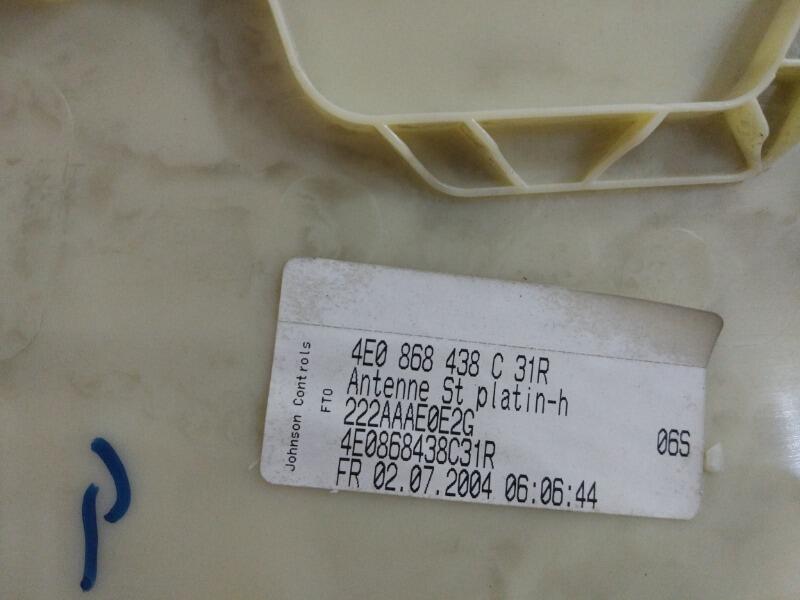 4E0 868 438 C 31R
Antenne St platin-h
222AAAE0E2G
06S
4E0868438C31R
FR 02.07.2004 06:06:44
Johnson Controls
FTO